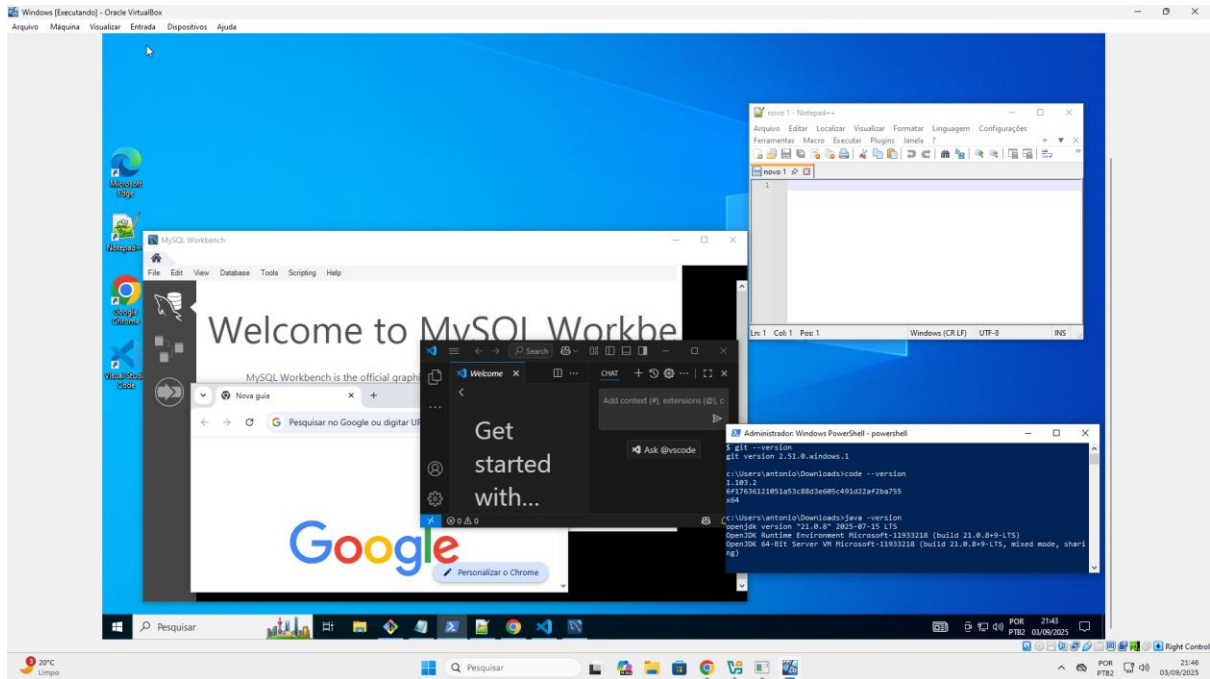 Windows [Executando] - Oracle VirtualBox
Arquivo Máquina Visualizar Entrada Dispositivos Ajuda
Microsoft
Edge
Notepad++
Google
Chrome
Visual Studio
Code
novo 1 - Notepad++
Arquivo Editar Localizar Visualizar Formatar Linguagem Configurações
Ferramentas Macro Executar Plugins Janela ?
novo 1
1
Ln: 1 Col: 1 Pos: 1 Windows (CR LF) UTF-8 INS
MySQL Workbench
File Edit View Database Tools Scripting Help
Welcome to MySQL Workbe
MySQL Workbench is the official graphi
Nova guia
Pesquisar no Google ou digitar UR
Google
Personalizar o Chrome
Search
Welcome
CHAT
Add context (#), extensions (@), c
Get
started
with...
Ask @vscode
0 0
Administrador: Windows PowerShell - powershell
$ git --version
git version 2.51.0.windows.1
c:\Users\antonio\Downloads>code --version
1.103.2
6f17636121051a53c88d3e605c491d22af2ba755
x64
c:\Users\antonio\Downloads>java -version
openjdk version "21.0.8" 2025-07-15 LTS
OpenJDK Runtime Environment Microsoft-11933218 (build 21.0.8+9-LTS)
OpenJDK 64-Bit Server VM Microsoft-11933218 (build 21.0.8+9-LTS, mixed mode, shari
ng)
Pesquisar
POR
PTB2
21:43
03/09/2025
Right Control
20°C
Limpo
Pesquisar
POR
PTB2
21:46
03/09/2025